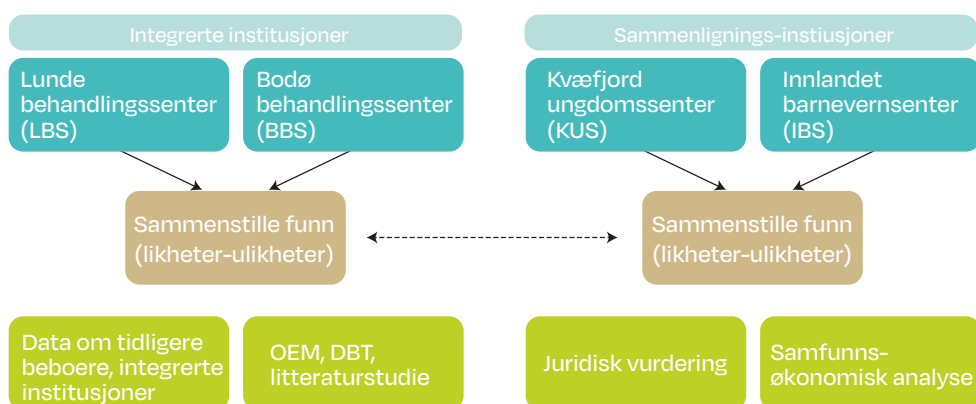 Integrerte institusjoner
Sammenlignings-instiusjoner
Lunde
behandlingssenter
(LBS)
Bodø
behandlingssenter
(BBS)
Kvæfjord
ungdomssenter
(KUS)
Innlandet
barnevernsenter
(IBS)
Sammenstille funn
(likheter-ulikheter)
Sammenstille funn
(likheter-ulikheter)
Data om tidligere
beboere, integrerte
institusjoner
OEM, DBT,
litteraturstudie
Juridisk vurdering
Samfunns-
økonomisk analyse